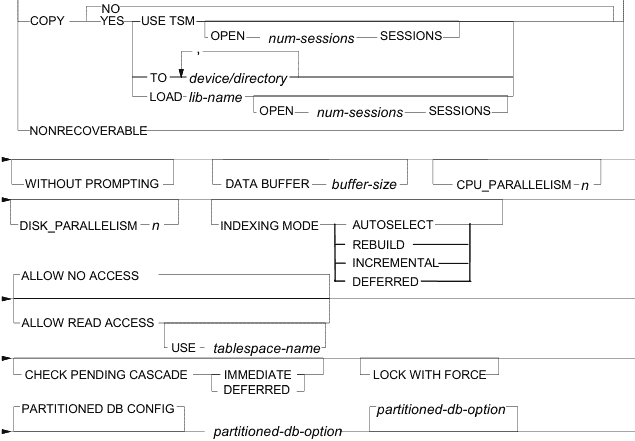 NO
COPY YES USE TSM
OPEN num-sessions SESSIONS
,
TO device/directory
LOAD lib-name
OPEN num-sessions SESSIONS
NONRECOVERABLE
WITHOUT PROMPTING DATA BUFFER buffer-size CPU_PARALLELISM n
DISK_PARALLELISM n INDEXING MODE AUTOSELECT
REBUILD
INCREMENTAL
DEFERRED
ALLOW NO ACCESS
ALLOW READ ACCESS
USE tablespace-name
CHECK PENDING CASCADE IMMEDIATE LOCK WITH FORCE
DEFERRED
PARTITIONED DB CONFIG partitioned-db-option
partitioned-db-option